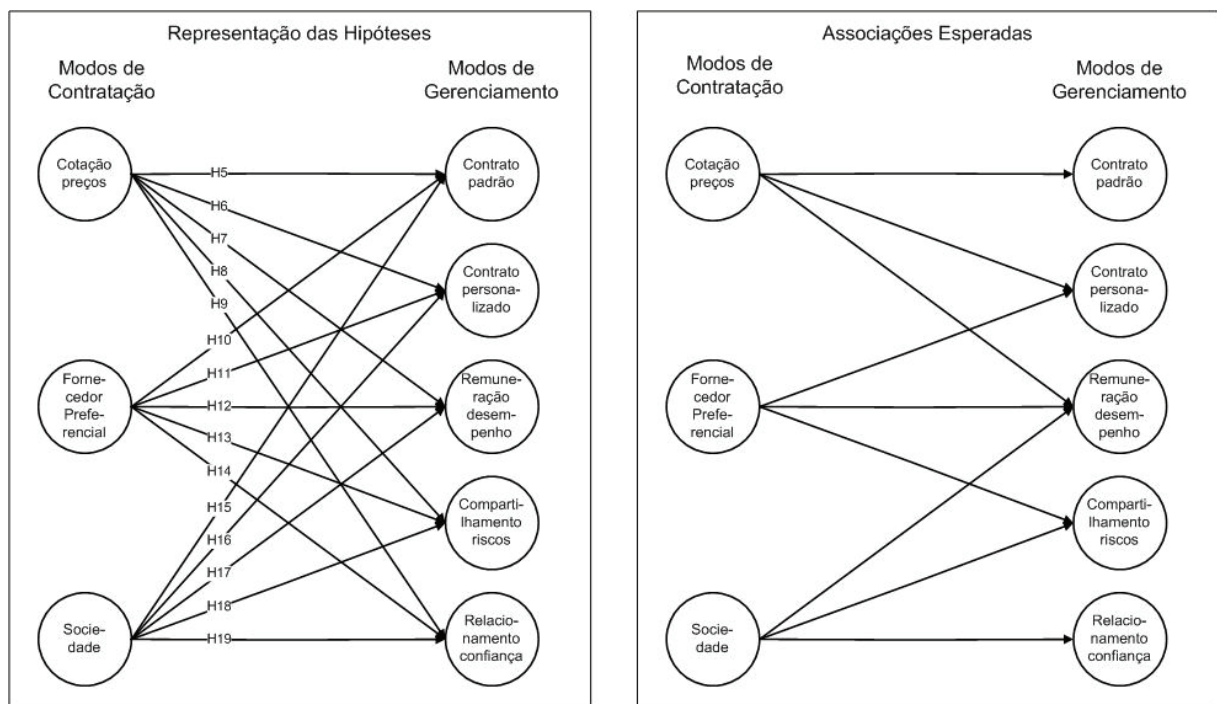 Representação das Hipóteses
Modos de
Contratação
Modos de
Gerenciamento
Cotação
preços
Forne-
cedor
Prefe-
rencial
Socie-
dade
H5
H6
H7
H8
H9
H10
H11
H12
H13
H14
H15
H16
H17
H18
H19
Contrato
padrão
Contrato
persona-
lizado
Remune-
ração
desem-
penho
Comparti-
lhamento
riscos
Relacio-
namento
confiança
Associações Esperadas
Modos de
Contratação
Modos de
Gerenciamento
Cotação
preços
Forne-
cedor
Prefe-
rencial
Socie-
dade
Contrato
padrão
Contrato
persona-
lizado
Remune-
ração
desem-
penho
Comparti-
lhamento
riscos
Relacio-
namento
confiança